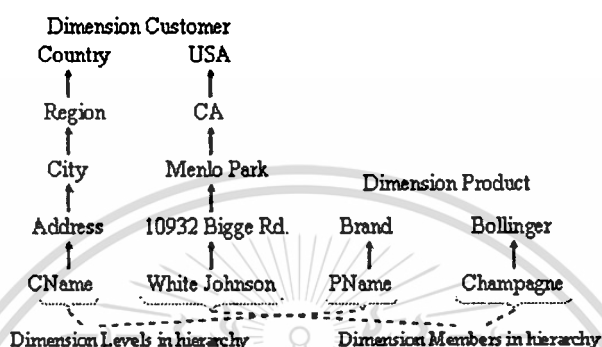 Dimension Customer
Country USA
Region CA
City Menlo Park
Dimension Product
Address 10932 Bigge Rd. Brand Bollinger
CName White Johnson PName Champagne
Dimension Levels in hierarchy Dimension Members in hierarchy